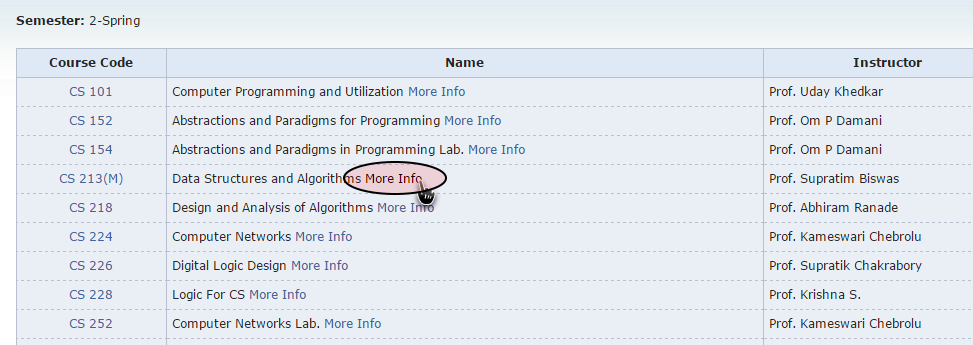 Semester: 2-Spring
Course Code Name Instructor
CS 101 Computer Programming and Utilization More Info Prof. Uday Khedkar
CS 152 Abstractions and Paradigms for Programming More Info Prof. Om P Damani
CS 154 Abstractions and Paradigms in Programming Lab. More Info Prof. Om P Damani
CS 213(M) Data Structures and Algorithms More Info Prof. Supratim Biswas
CS 218 Design and Analysis of Algorithms More Info Prof. Abhiram Ranade
CS 224 Computer Networks More Info Prof. Kameswari Chebrolu
CS 226 Digital Logic Design More Info Prof. Supratik Chakrabory
CS 228 Logic For CS More Info Prof. Krishna S.
CS 252 Computer Networks Lab. More Info Prof. Kameswari Chebrolu